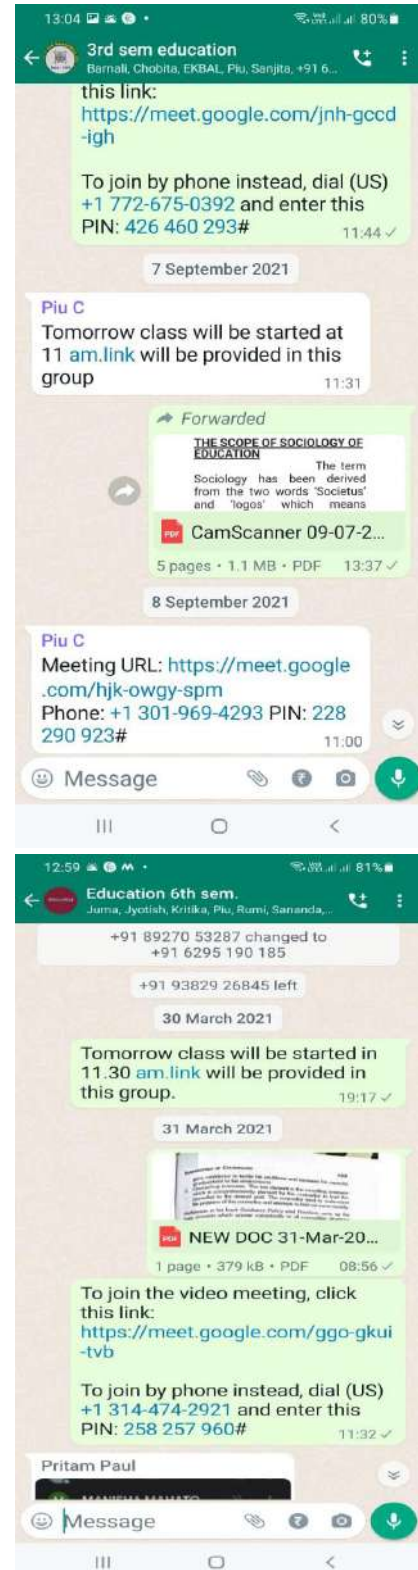 13:04 80%
3rd sem education
Barnali, Chobita, EKBAL, Piu, Sanjita, +91 6...
this link:
https://meet.google.com/jnh-gccd
-igh
To join by phone instead, dial (US)
+1 772-675-0392 and enter this
PIN: 426 460 293#
11:44
7 September 2021
Piu C
Tomorrow class will be started at
11 am.link will be provided in this
group
11:31
Forwarded
THE SCOPE OF SOCIOLOGY OF
EDUCATION
The term
Sociology has been derived
from the two words 'Societus'
and 'logos' which means
PDF CamScanner 09-07-2...
5 pages • 1.1 MB • PDF 13:37
8 September 2021
Piu C
Meeting URL: https://meet.google
.com/hjk-owgy-spm
Phone: +1 301-969-4293 PIN: 228
290 923#
11:00
Message
12:59 81%
Education 6th sem.
Juma, Jyotish, Kritika, Piu, Rumi, Sananda,...
+91 89270 53287 changed to
+91 6295 190 185
+91 93829 26845 left
30 March 2021
Tomorrow class will be started in
11.30 am.link will be provided in
this group.
19:17
31 March 2021
PDF NEW DOC 31-Mar-20...
1 page • 379 kB • PDF 08:56
To join the video meeting, click
this link:
https://meet.google.com/ggo-gkui
-tvb
To join by phone instead, dial (US)
+1 314-474-2921 and enter this
PIN: 258 257 960#
11:32
Pritam Paul
Message